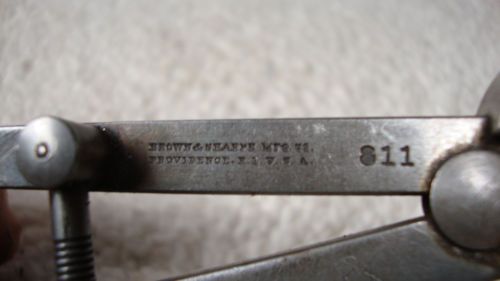 BROWN & SHARPE MFG. CO.
PROVIDENCE. R.I. U.S.A.
811